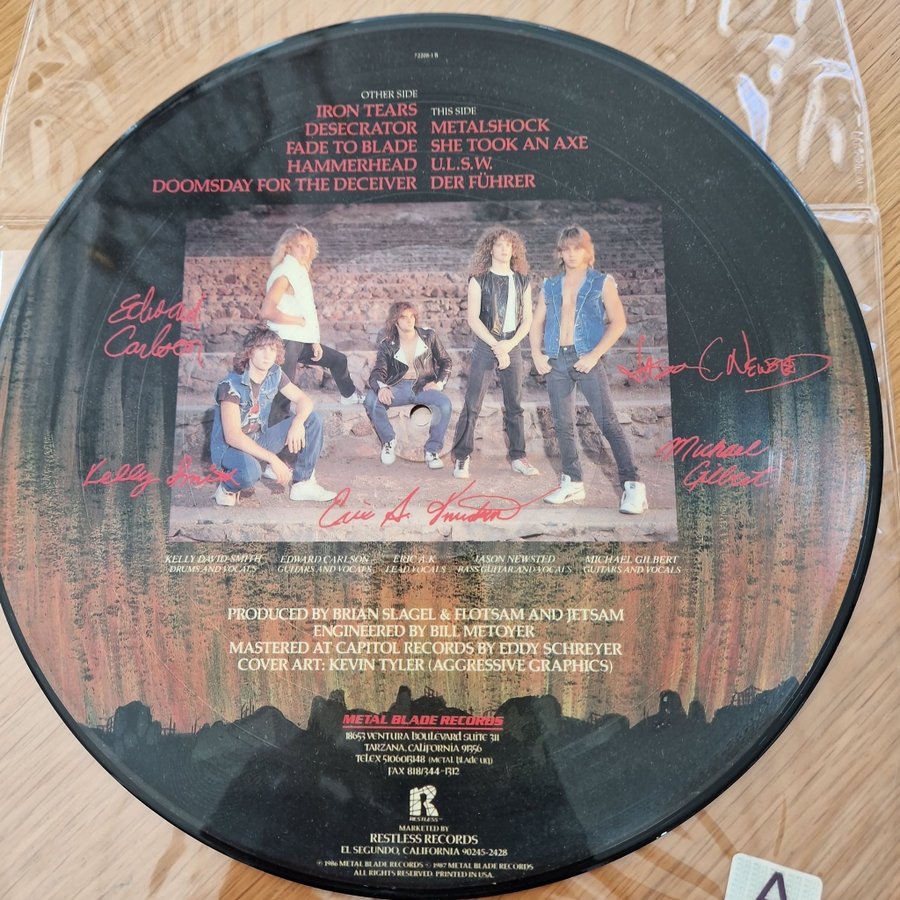 72208-1 B
OTHER SIDE
IRON TEARS
DESECRATOR
FADE TO BLADE
HAMMERHEAD
DOOMSDAY FOR THE DECEIVER
THIS SIDE
METALSHOCK
SHE TOOK AN AXE
U.L.S.W.
DER FÜHRER
Edward
Carlson
Kelly Smith
Eric A. Knutson
Jason C Newsted
Michael
Gilbert
KELLY DAVID-SMITH
DRUMS AND VOCALS
EDWARD CARLSON
GUITARS AND VOCALS
ERIC A.K.
LEAD VOCALS
JASON NEWSTED
BASS GUITAR AND VOCALS
MICHAEL GILBERT
GUITARS AND VOCALS
PRODUCED BY BRIAN SLAGEL & FLOTSAM AND JETSAM
ENGINEERED BY BILL METOYER
MASTERED AT CAPITOL RECORDS BY EDDY SCHREYER
COVER ART: KEVIN TYLER (AGGRESSIVE GRAPHICS)
METAL BLADE RECORDS
18653 VENTURA BOULEVARD SUITE 311
TARZANA, CALIFORNIA 91356
TELEX 5106013148 (METAL BLADE UQ)
FAX 818/344-1312
R
RESTLESS
MARKETED BY
RESTLESS RECORDS
EL SEGUNDO, CALIFORNIA 90245-2428
℗ 1986 METAL BLADE RECORDS © 1987 METAL BLADE RECORDS
ALL RIGHTS RESERVED. PRINTED IN USA.
A